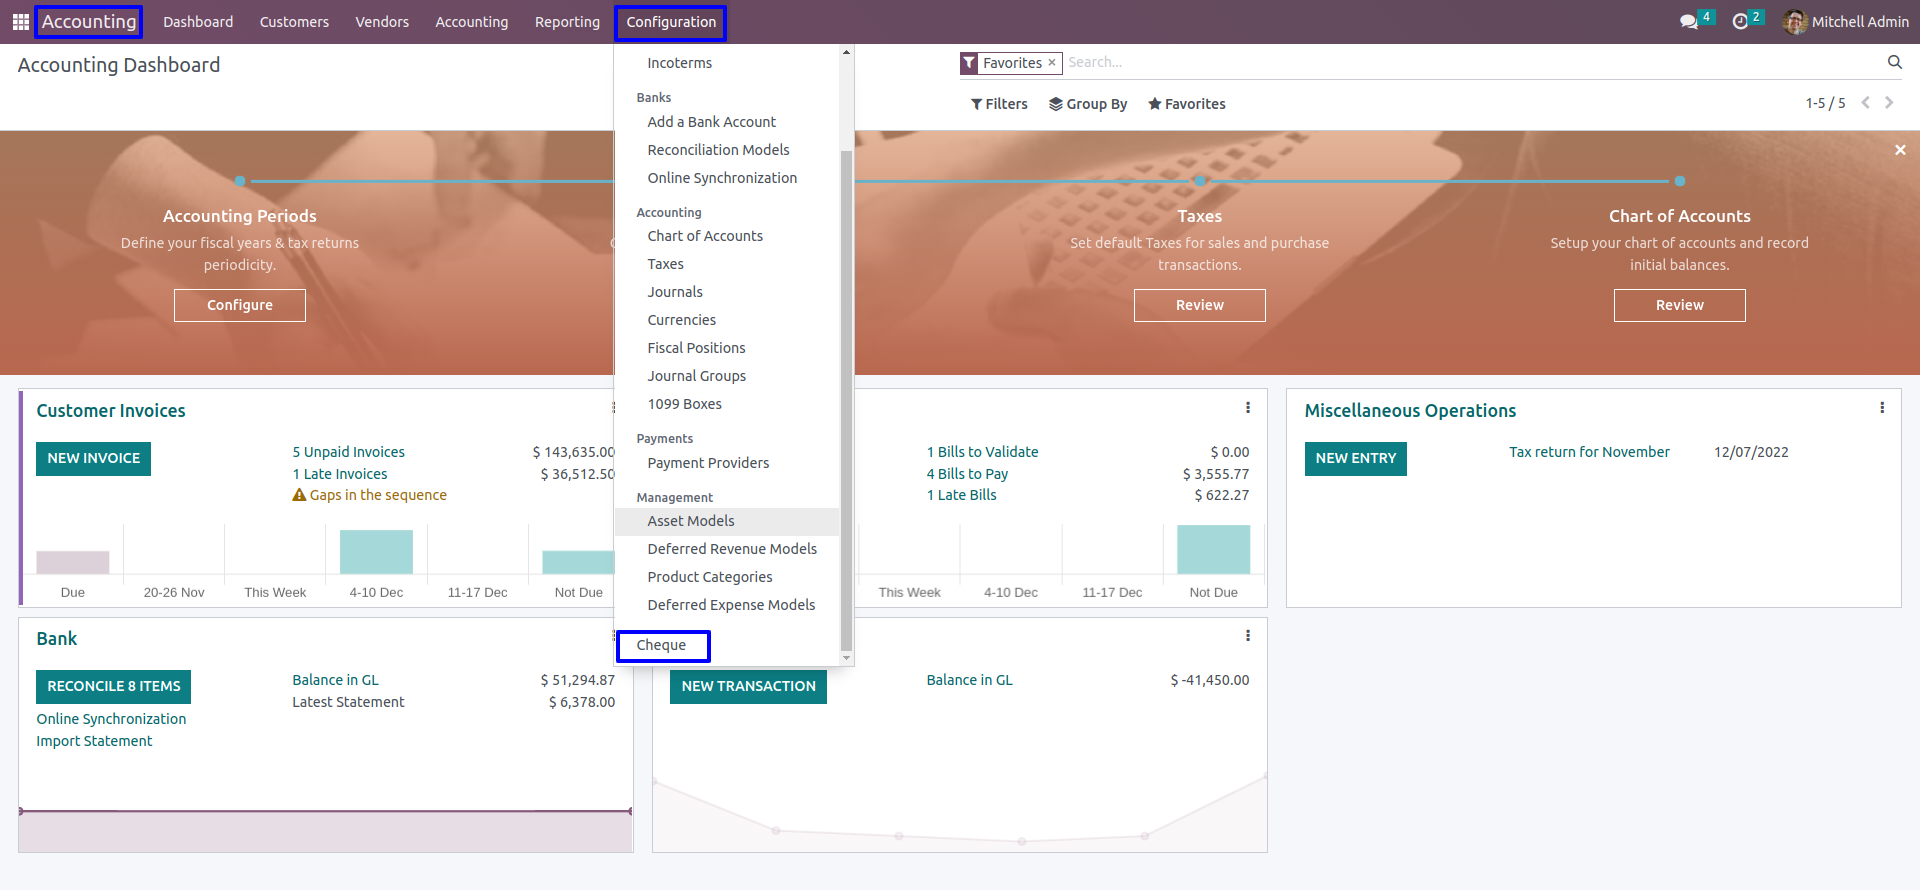 Accounting Dashboard Customers Vendors Accounting Reporting Configuration 4 2 Mitchell Admin
Accounting Dashboard
Favorites × Search...
Filters Group By Favorites 1-5 / 5
Incoterms
Banks
Add a Bank Account
Reconciliation Models
Online Synchronization
Accounting
Chart of Accounts
Taxes
Journals
Currencies
Fiscal Positions
Journal Groups
1099 Boxes
Payments
Payment Providers
Management
Asset Models
Deferred Revenue Models
Product Categories
Deferred Expense Models
Cheque
Accounting Periods
Define your fiscal years & tax returns
periodicity.
Configure
Taxes
Set default Taxes for sales and purchase
transactions.
Review
Chart of Accounts
Setup your chart of accounts and record
initial balances.
Review
Customer Invoices
NEW INVOICE
5 Unpaid Invoices $ 143,635.00
1 Late Invoices $ 36,512.50
Gaps in the sequence
Due 20-26 Nov This Week 4-10 Dec 11-17 Dec Not Due
1 Bills to Validate $ 0.00
4 Bills to Pay $ 3,555.77
1 Late Bills $ 622.27
This Week 4-10 Dec 11-17 Dec Not Due
Miscellaneous Operations
NEW ENTRY
Tax return for November 12/07/2022
Bank
RECONCILE 8 ITEMS
Online Synchronization
Import Statement
Balance in GL $ 51,294.87
Latest Statement $ 6,378.00
NEW TRANSACTION
Balance in GL $ -41,450.00